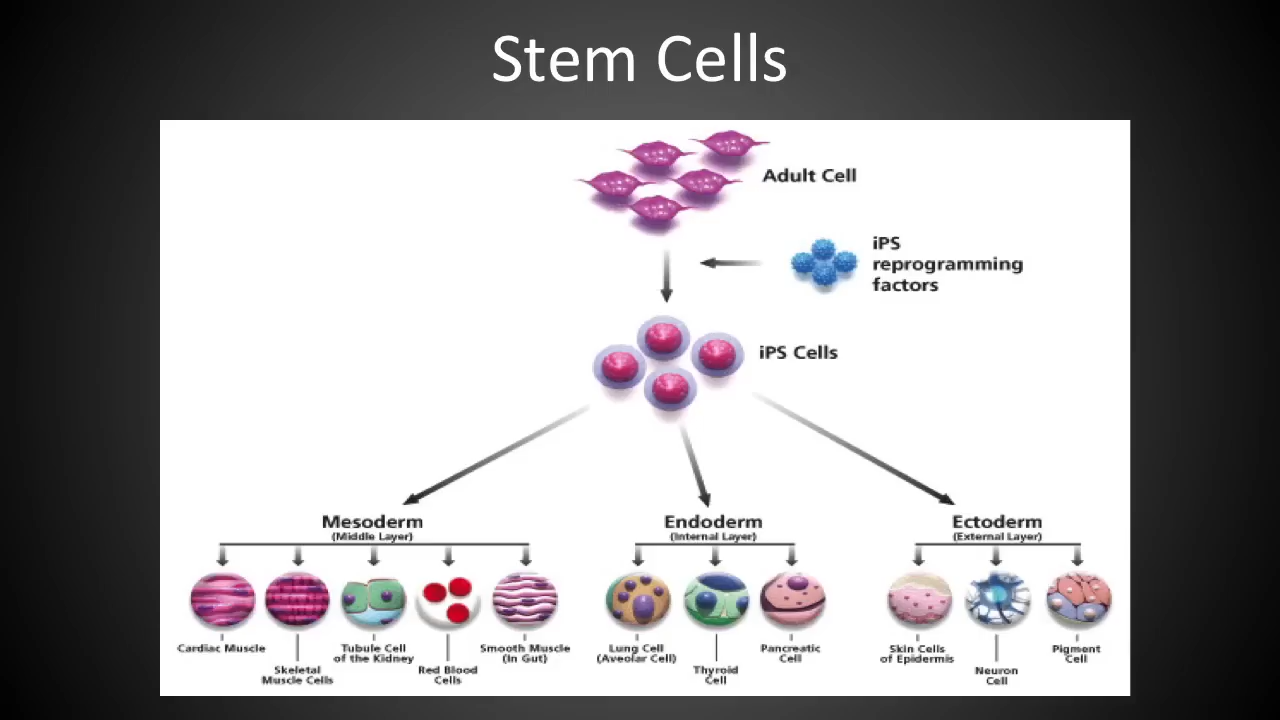 Stem Cells
Adult Cell
iPS
reprogramming
factors
iPS Cells
Mesoderm
(Middle Layer)
Endoderm
(Internal Layer)
Ectoderm
(External Layer)
Cardiac Muscle
Skeletal
Muscle Cells
Tubule Cell
of the Kidney
Red Blood
Cells
Smooth Muscle
(In Gut)
Lung Cell
(Aveolar Cell)
Thyroid
Cell
Pancreatic
Cell
Skin Cells
of Epidermis
Neuron
Cell
Pigment
Cell